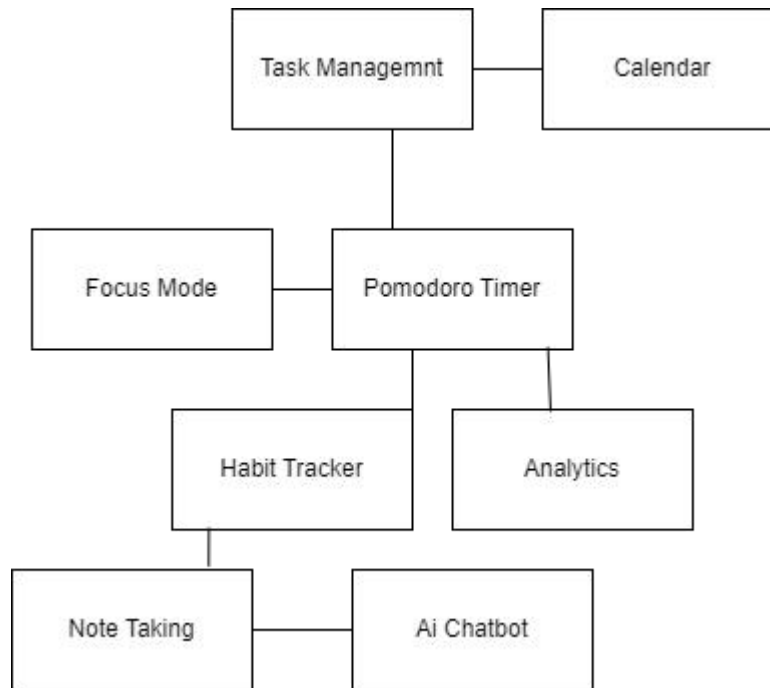 Task Managemnt
Calendar
Focus Mode
Pomodoro Timer
Habit Tracker
Analytics
Note Taking
Ai Chatbot